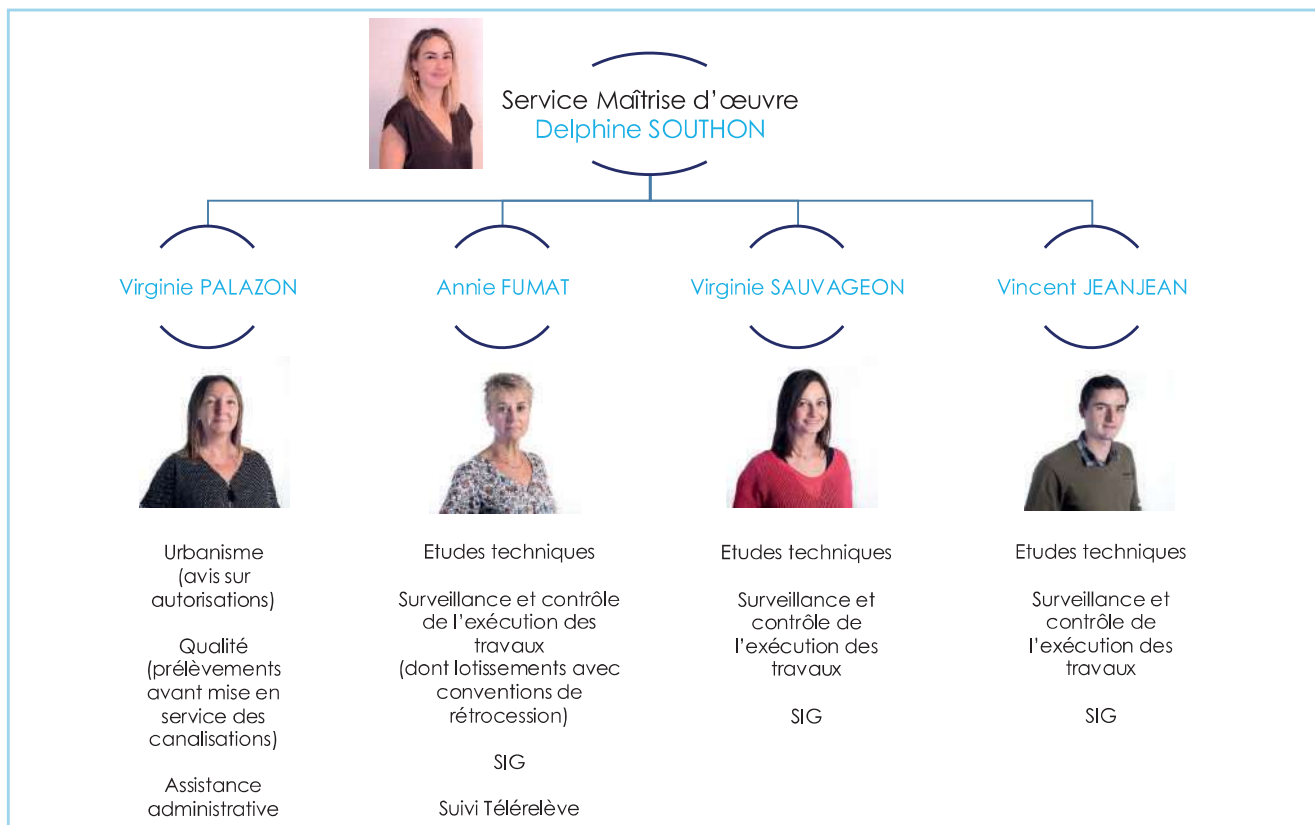 Service Maîtrise d'œuvre
Delphine SOUTHON
Virginie PALAZON
Annie FUMAT
Virginie SAUVAGEON
Vincent JEANJEAN
Urbanisme
(avis sur
autorisations)
Qualité
(prélèvements
avant mise en
service des
canalisations)
Assistance
administrative
Etudes techniques
Surveillance et contrôle
de l'exécution des
travaux
(dont lotissements avec
conventions de
rétrocession)
SIG
Suivi Télérelève
Etudes techniques
Surveillance et
contrôle de
l'exécution des
travaux
SIG
Etudes techniques
Surveillance et
contrôle de
l'exécution des
travaux
SIG